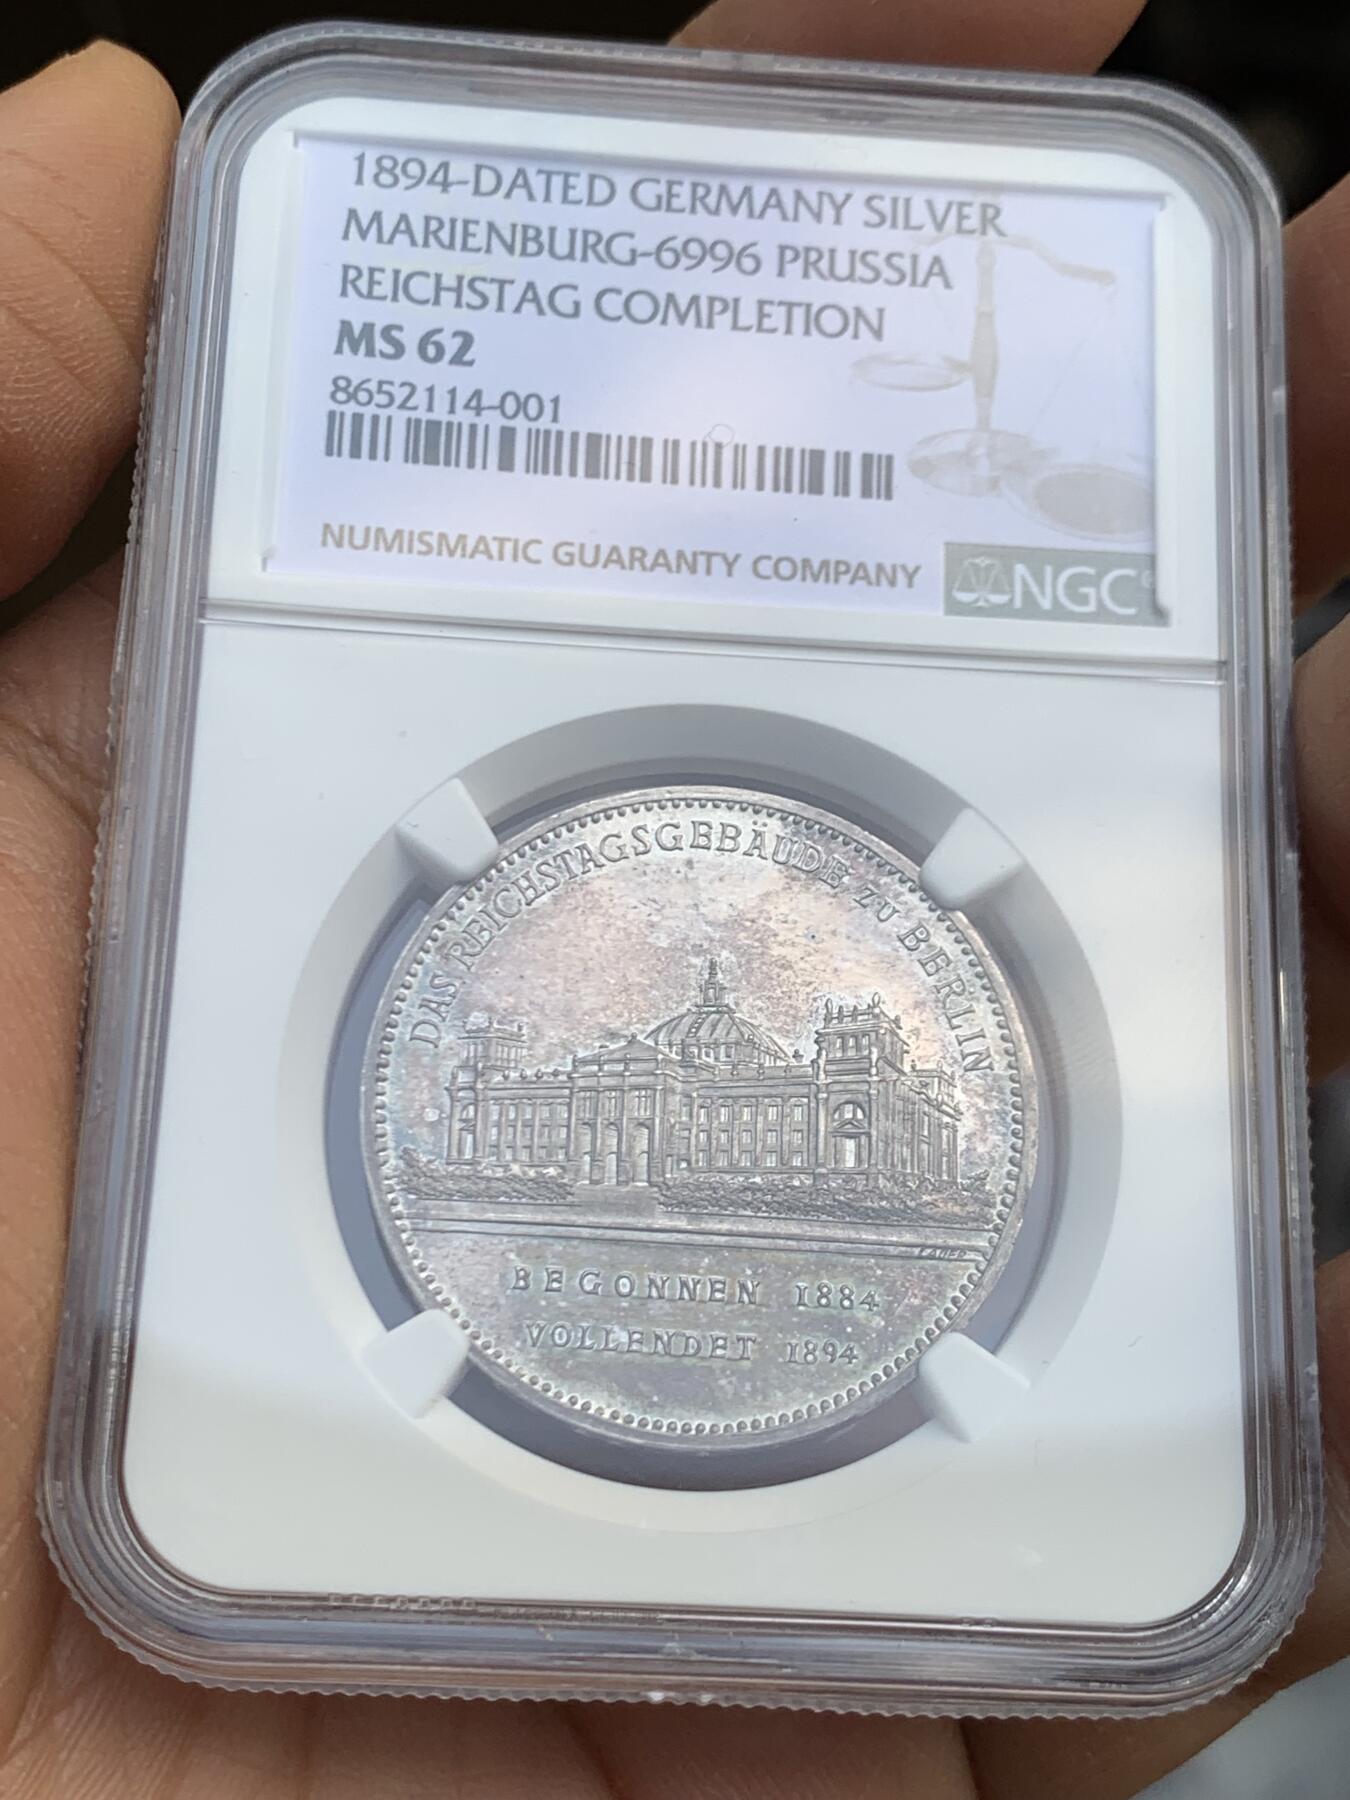 1894-DATED GERMANY SILVER
MARIENBURG-6996 PRUSSIA
REICHSTAG COMPLETION
MS 62
8652114-001
NUMISMATIC GUARANTY COMPANY
NGC
DAS REICHSTAGSGEBÄUDE ZU BERLIN
LAUER
BEGONNEN 1884
VOLLENDET 1894